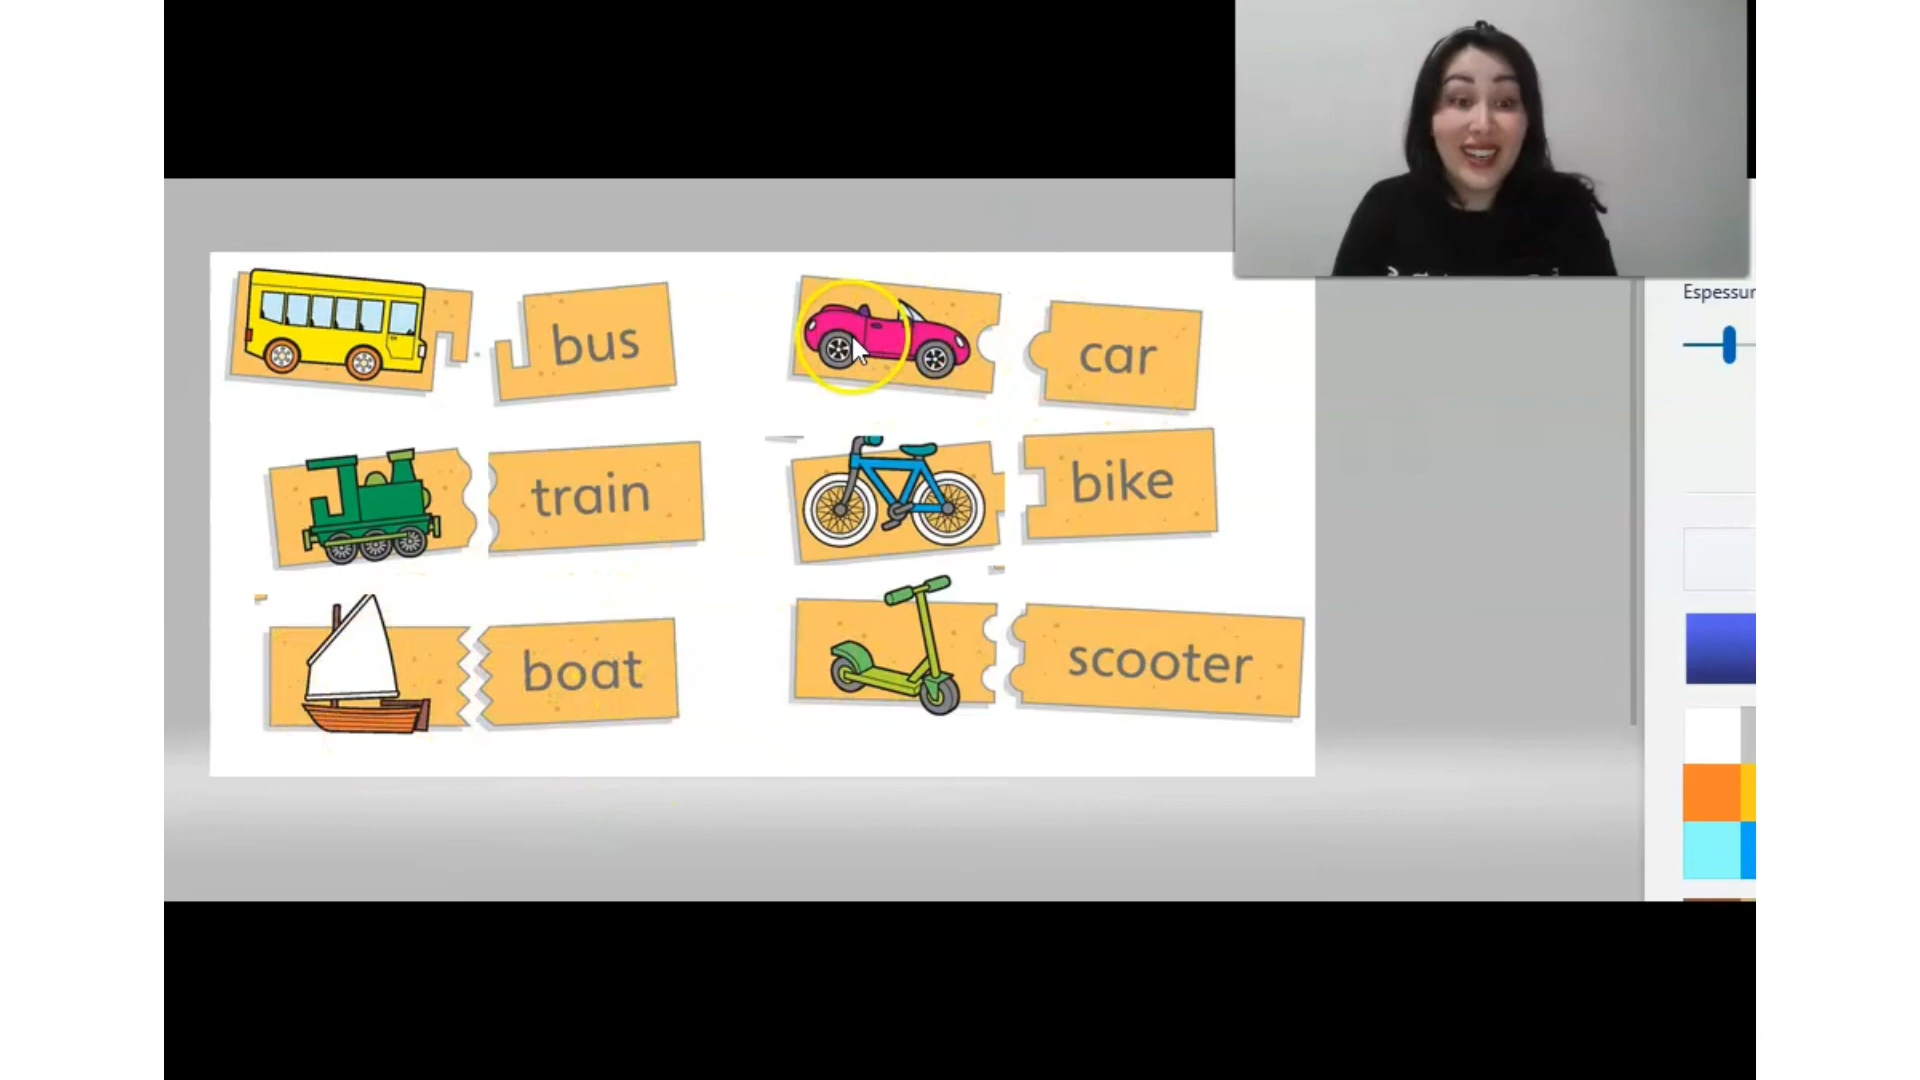 bus
car
train
bike
boat
scooter
Espessur